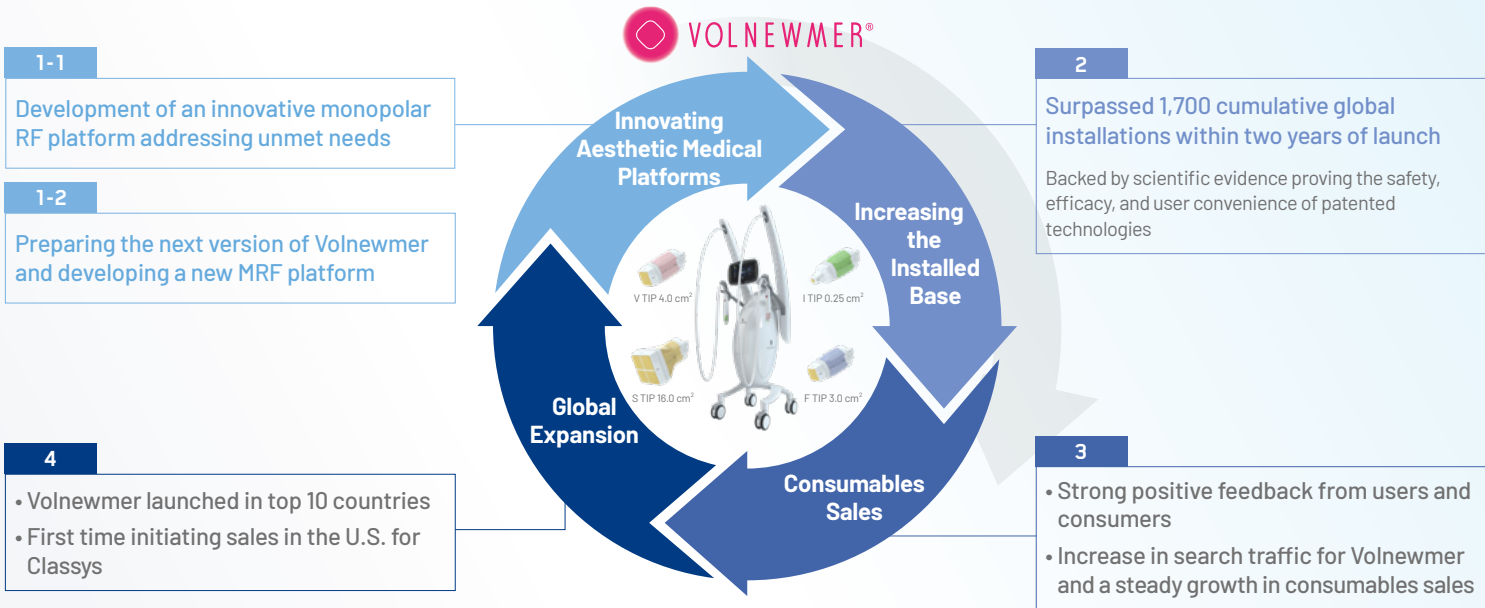 VOLNEWMER®
1-1
Development of an innovative monopolar
RF platform addressing unmet needs
1-2
Preparing the next version of Volnewmer
and developing a new MRF platform
Innovating
Aesthetic Medical
Platforms
2
Surpassed 1,700 cumulative global
installations within two years of launch
Backed by scientific evidence proving the safety,
efficacy, and user convenience of patented
technologies
Increasing
the
Installed
Base
V TIP 4.0 cm²
I TIP 0.25 cm²
S TIP 16.0 cm²
F TIP 3.0 cm²
Global
Expansion
Consumables
Sales
4
• Volnewmer launched in top 10 countries
• First time initiating sales in the U.S. for
Classys
3
• Strong positive feedback from users and
consumers
• Increase in search traffic for Volnewmer
and a steady growth in consumables sales